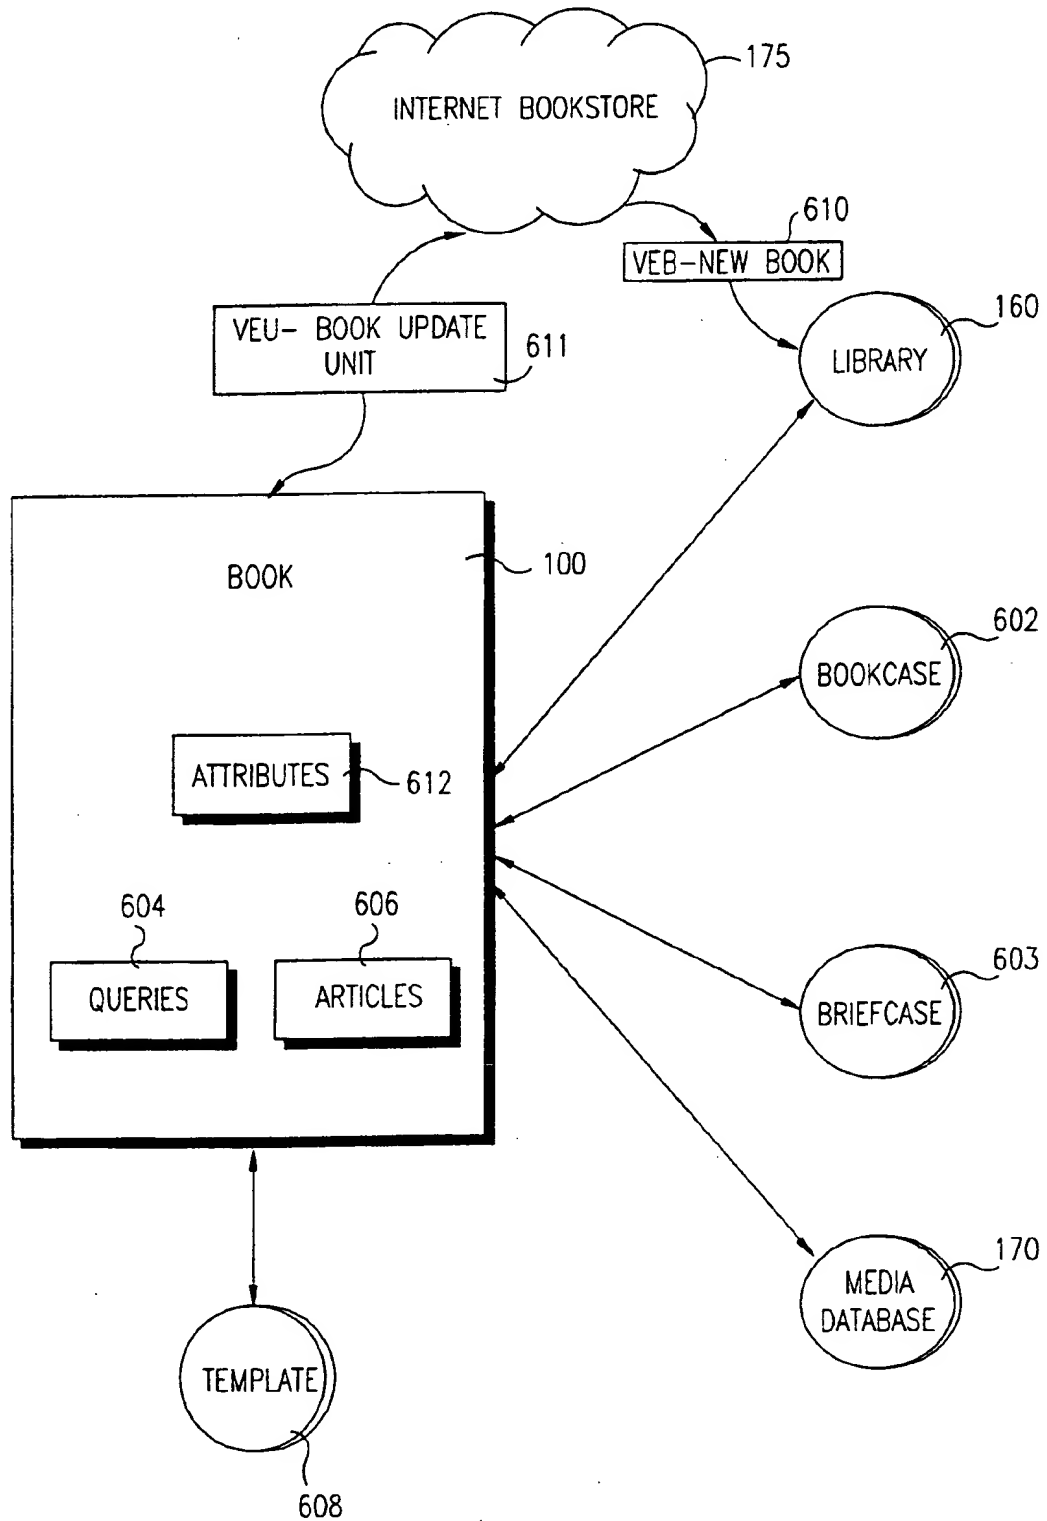 175
INTERNET BOOKSTORE
610
VEB-NEW BOOK
160
LIBRARY
VEU- BOOK UPDATE
UNIT
611
100
BOOK
602
BOOKCASE
ATTRIBUTES
612
604
606
QUERIES
ARTICLES
603
BRIEFCASE
170
MEDIA
DATABASE
TEMPLATE
608